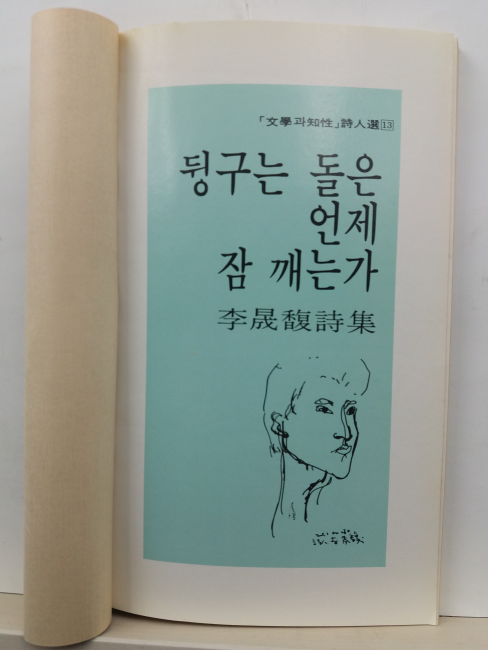 「文學과知性」詩人選 13
뒹구는 돌은
언제
잠 깨는가
李晟馥詩集